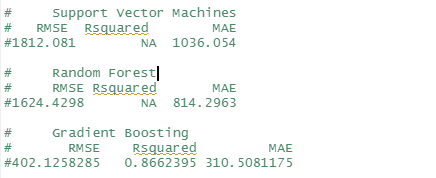 #     Support Vector Machines
#   RMSE  Rsquared        MAE
#1812.081       NA  1036.054
#     Random Forest
#     RMSE Rsquared       MAE
#1624.4298       NA  814.2963
#     Gradient Boosting
#       RMSE    Rsquared         MAE
#402.1258285   0.8662395 310.5081175